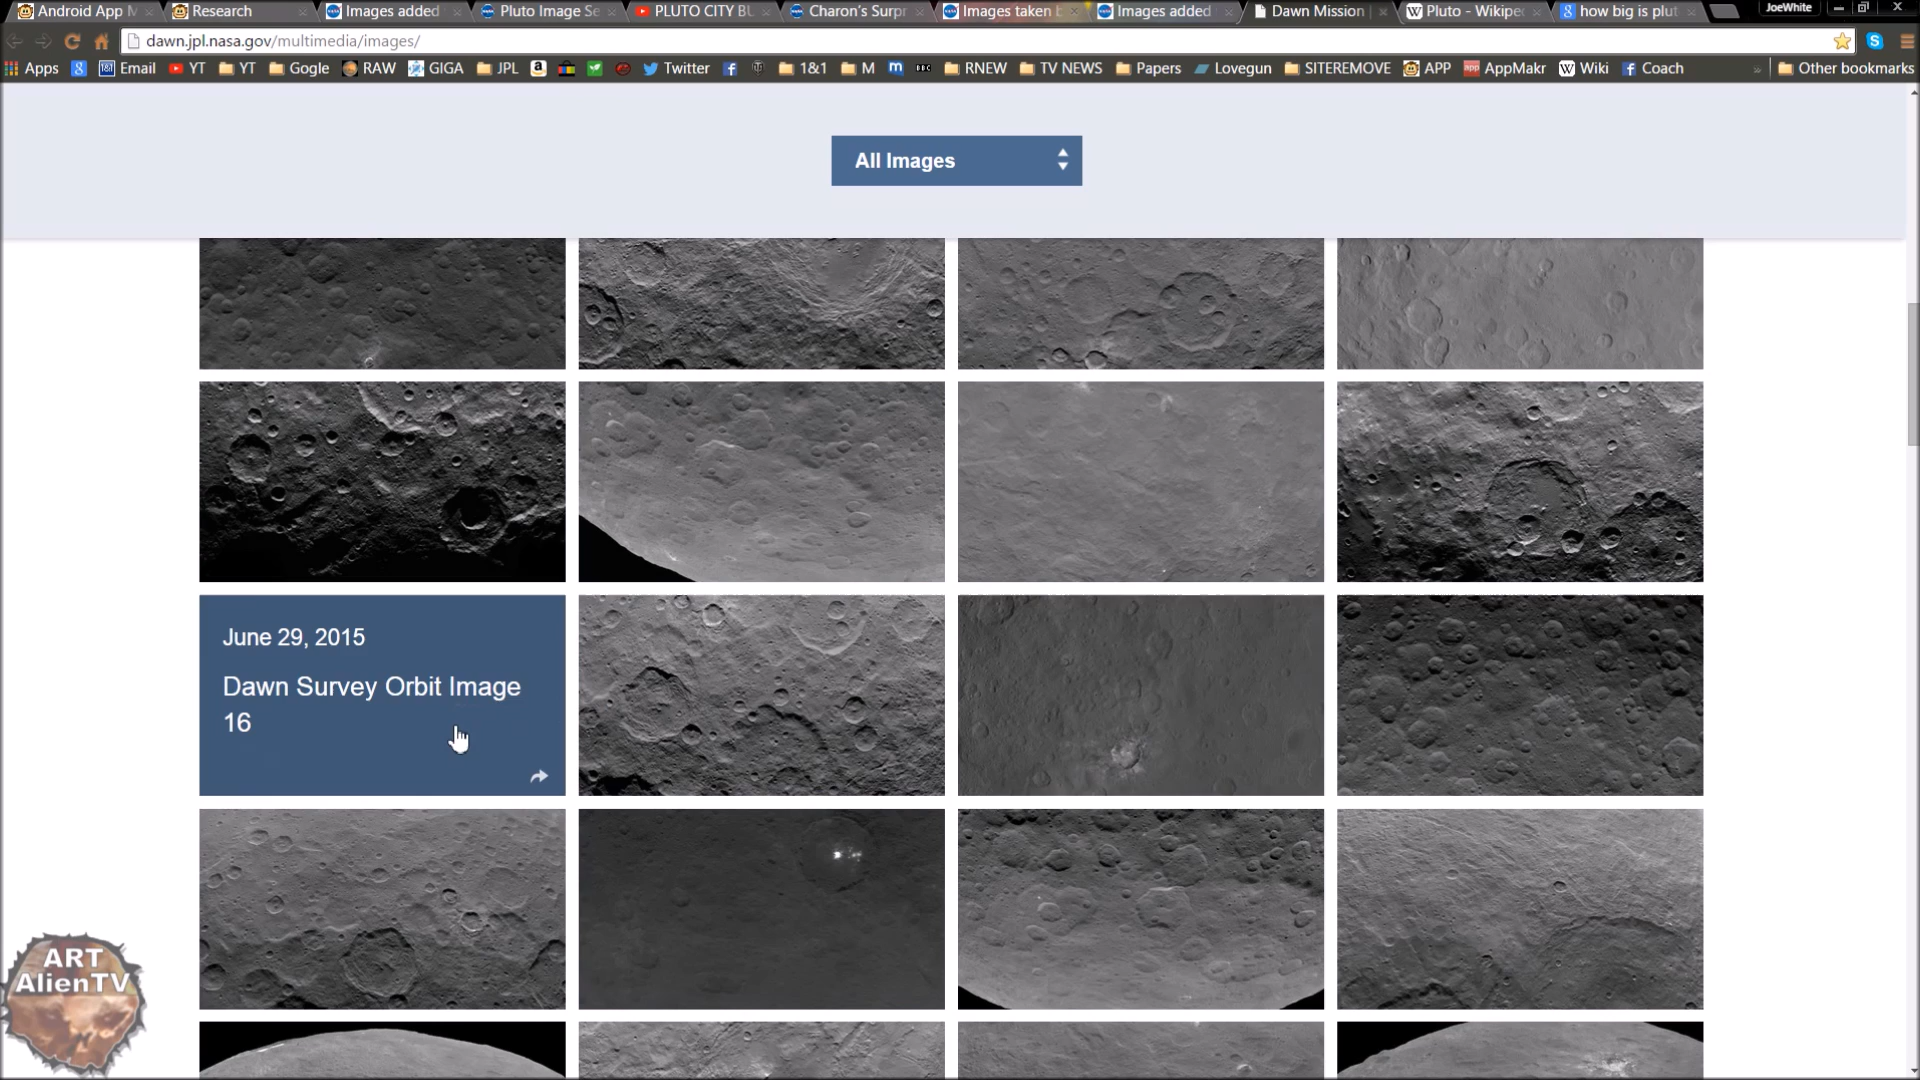 Android App M
Research
Images added
Pluto Image Se
PLUTO CITY BU
Charon's Surpr
Images taken b
Images added
Dawn Mission |
Pluto - Wikipe
how big is plut
JoeWhite
dawn.jpl.nasa.gov/multimedia/images/
Apps
Email
YT
YT
Gogle
RAW
GIGA
JPL
Twitter
1&1
M
RNEW
TV NEWS
Papers
Lovegun
SITEREMOVE
APP
AppMakr
Wiki
Coach
»
Other bookmarks
All Images
June 29, 2015
Dawn Survey Orbit Image
16
ART
AlienTV